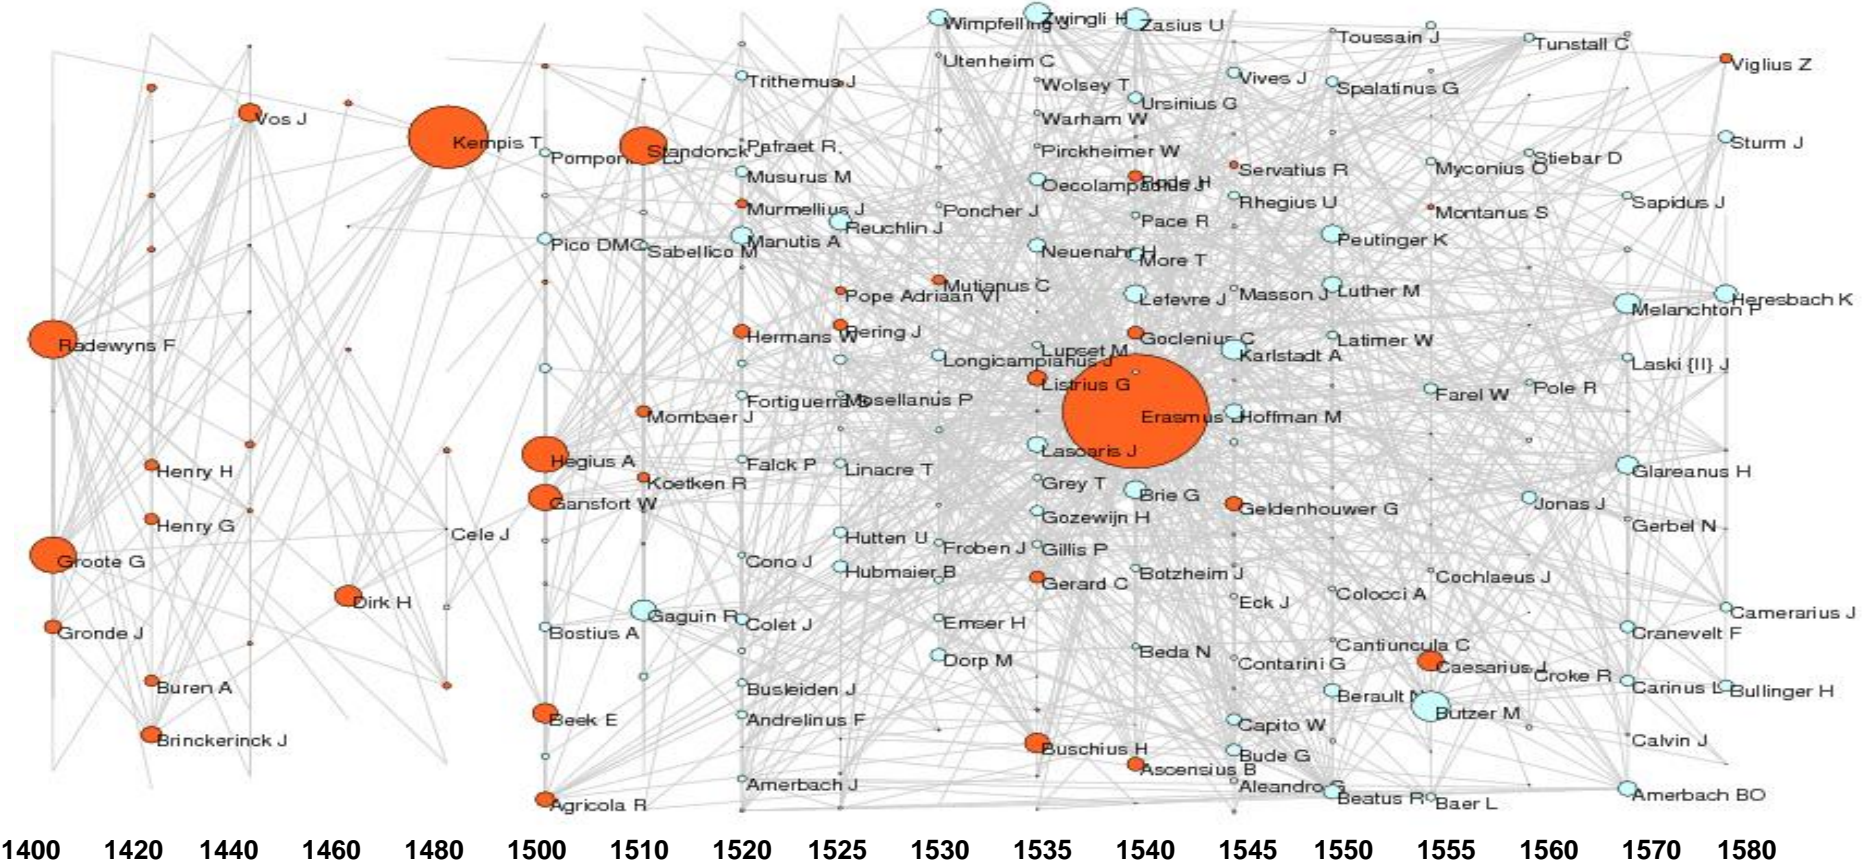 Wimpfelling J
Zwingli H
Zasius U
Toussain J
Tunstall C
Utenheim C
Viglius Z
Trithemus J
Wolsey T
Vives J
Spalatinus G
Ursinius G
Vos J
Warham W
Kempis T
Standonck J
Pafraet R.
Pirckheimer W
Sturm J
Servatius R
Myconius O
Stiebar D
Musurus M
Oecolampadius J
Rode H
Rhegius U
Sapidus J
Murmellius J
Poncher J
Pace R
Montanus S
Reuchlin J
Pico DMC
Sabellico M
Manutis A
Neuenahr H
More T
Peutinger K
Pope Adriaan VI
Mutianus C
Lefevre J
Masson J
Luther M
Melanchton P
Heresbach K
Radewyns F
Hermans W
Pering J
Goclenius C
Latimer W
Longicampianus J
Lupset M
Karlstadt A
Laski {II} J
Listrius G
Fortiguerra S
Mosellanus P
Farel W
Pole R
Mombaer J
Erasmus D
Hoffman M
Henry H
Hegius A
Falck P
Linacre T
Lascaris J
Glareanus H
Koetken R
Grey T
Gansfort W
Brie G
Geldenhouwer G
Jonas J
Henry G
Cele J
Gozewijn H
Gerbel N
Groote G
Hutten U
Froben J
Gillis P
Cono J
Hubmaier B
Gerard C
Botzheim J
Cochlaeus J
Dirk H
Eck J
Colocci A
Gronde J
Bostius A
Gaguin R
Colet J
Emser H
Camerarius J
Cranevelt F
Dorp M
Beda N
Cantiuncula C
Contarini G
Caesarius J
Croke R
Buren A
Busleiden J
Berault N
Carinus L
Bullinger H
Beek E
Andrelinus F
Capito W
Butzer M
Brinckerinck J
Buschius H
Bude G
Calvin J
Ascensius B
Amerbach J
Aleandro G
Agricola R
Beatus R
Baer L
Amerbach BO
1400 1420 1440 1460 1480 1500 1510 1520 1525 1530 1535 1540 1545 1550 1555 1560 1570 1580